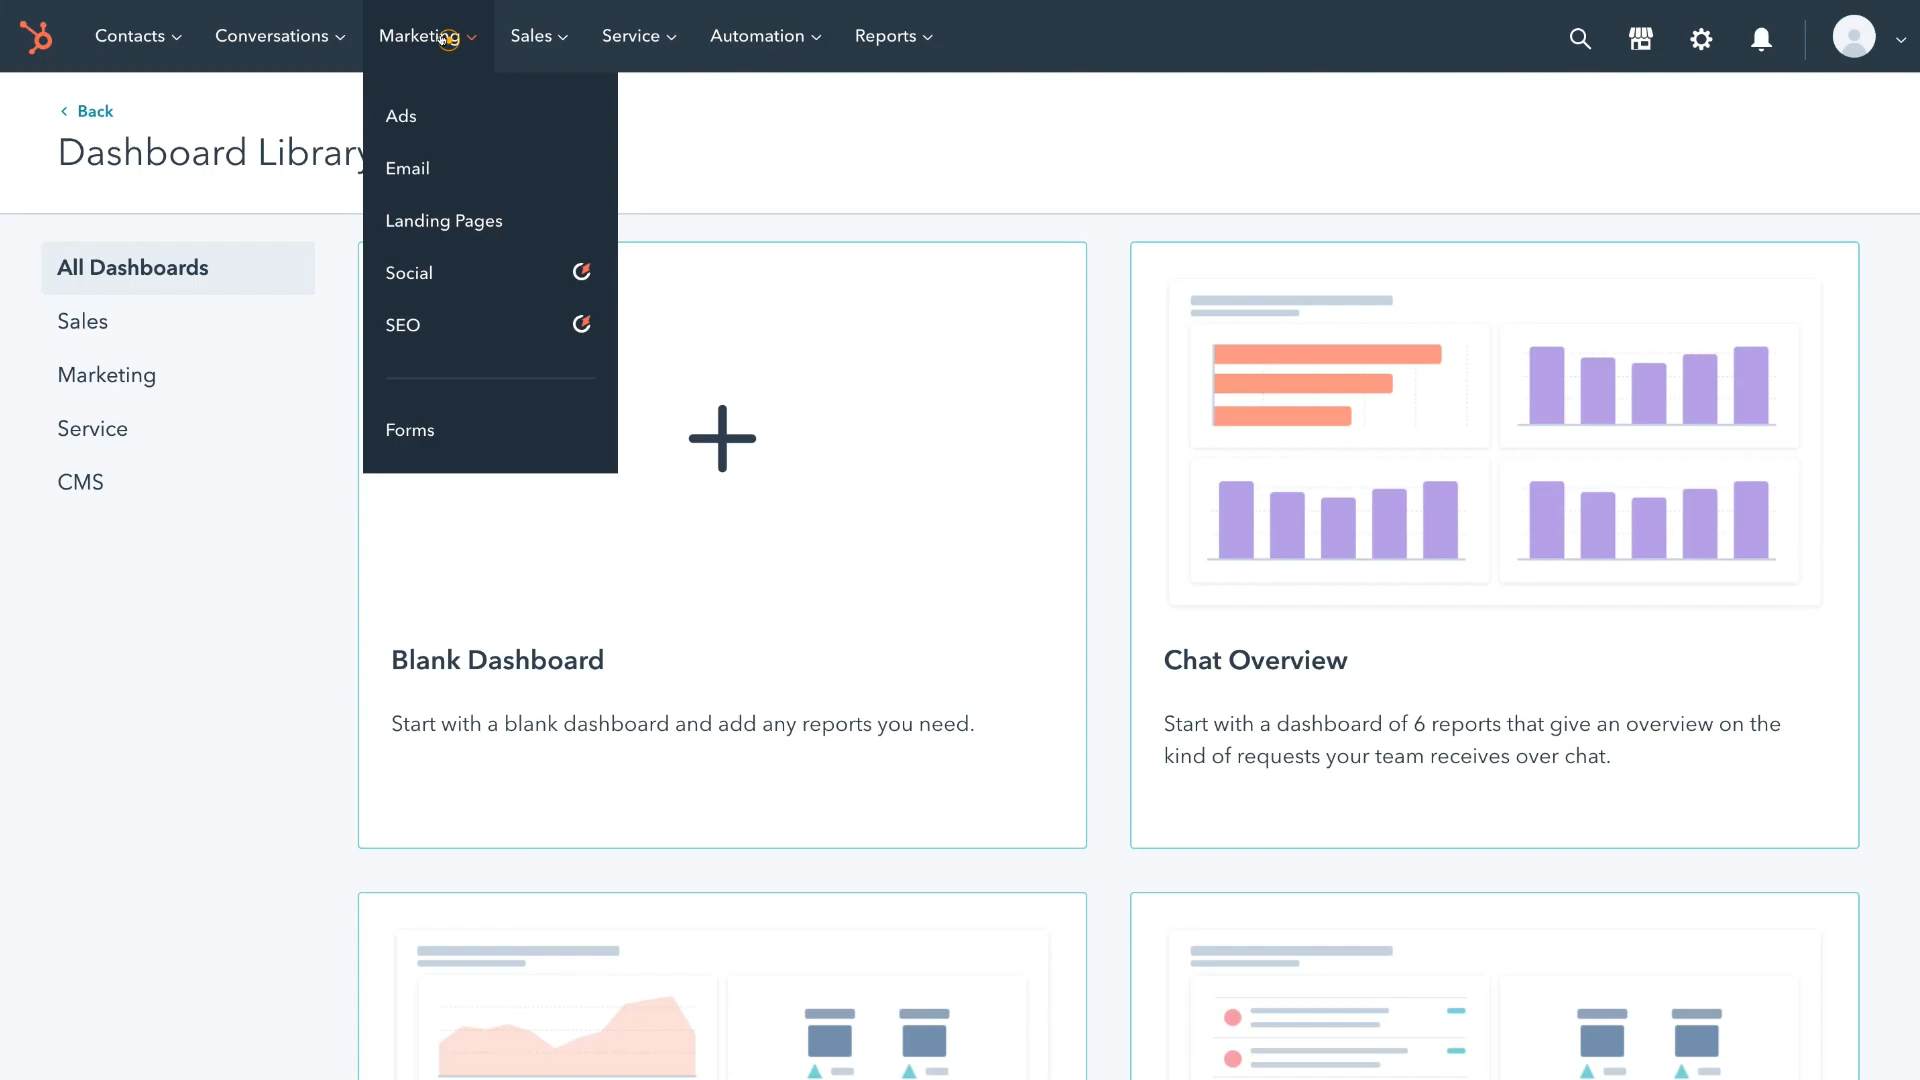 Contacts
Conversations
Marketing
Sales
Service
Automation
Reports
Ads
Email
Landing Pages
Social
SEO
Forms
Back
Dashboard Library
All Dashboards
Sales
Marketing
Service
CMS
Blank Dashboard
Start with a blank dashboard and add any reports you need.
Chat Overview
Start with a dashboard of 6 reports that give an overview on the
kind of requests your team receives over chat.